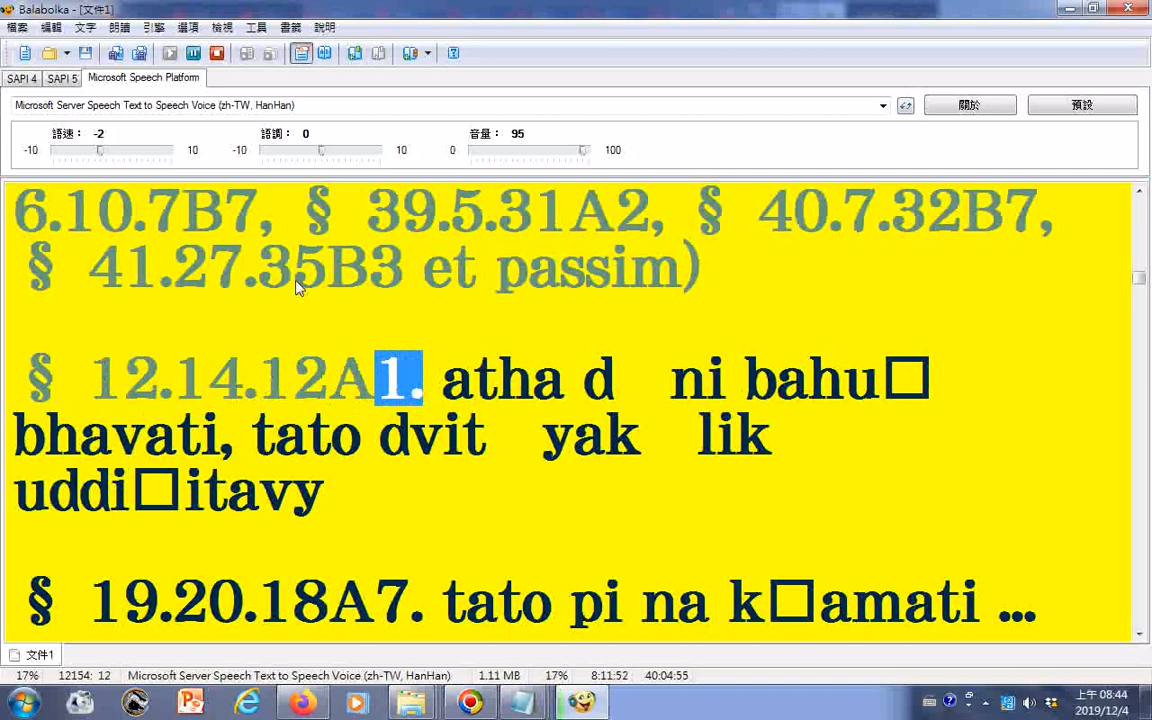 Balabolka - [文件1]
檔案 編輯 文字 朗讀 引擎 選項 檢視 工具 書籤 說明
SAPI 4 SAPI 5 Microsoft Speech Platform
Microsoft Server Speech Text to Speech Voice (zh-TW, HanHan) 關於 預設
語速： -2 語調： 0 音量： 95
-10 10 -10 10 0 100
6.10.7B7, § 39.5.31A2, § 40.7.32B7,
§ 41.27.35B3 et passim)
§ 12.14.12A1. atha d ni bahu□
bhavati, tato dvit yak lik
uddi□itavy
§ 19.20.18A7. tato pi na k□amati ...
文件1
17% 12154: 12 Microsoft Server Speech Text to Speech Voice (zh-TW, HanHan) 1.11 MB 17% 8:11:52 40:04:55
上午 08:44
2019/12/4